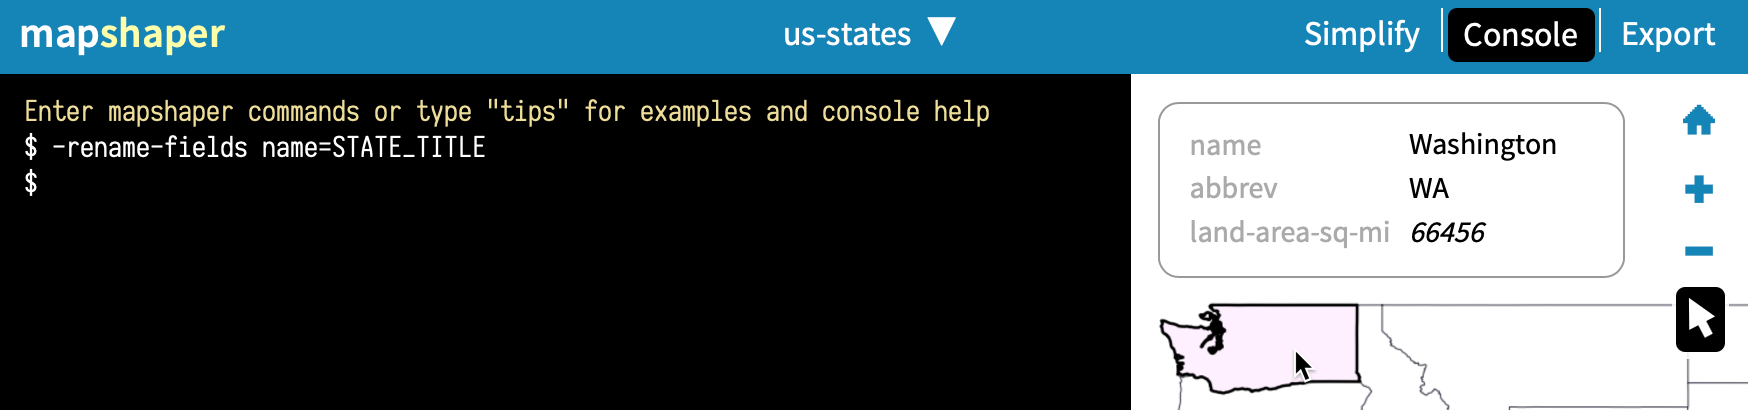 mapshaper
us-states ▼
Simplify
Console
Export
Enter mapshaper commands or type "tips" for examples and console help
$ -rename-fields name=STATE_TITLE
$
name Washington
abbrev WA
land-area-sq-mi 66456